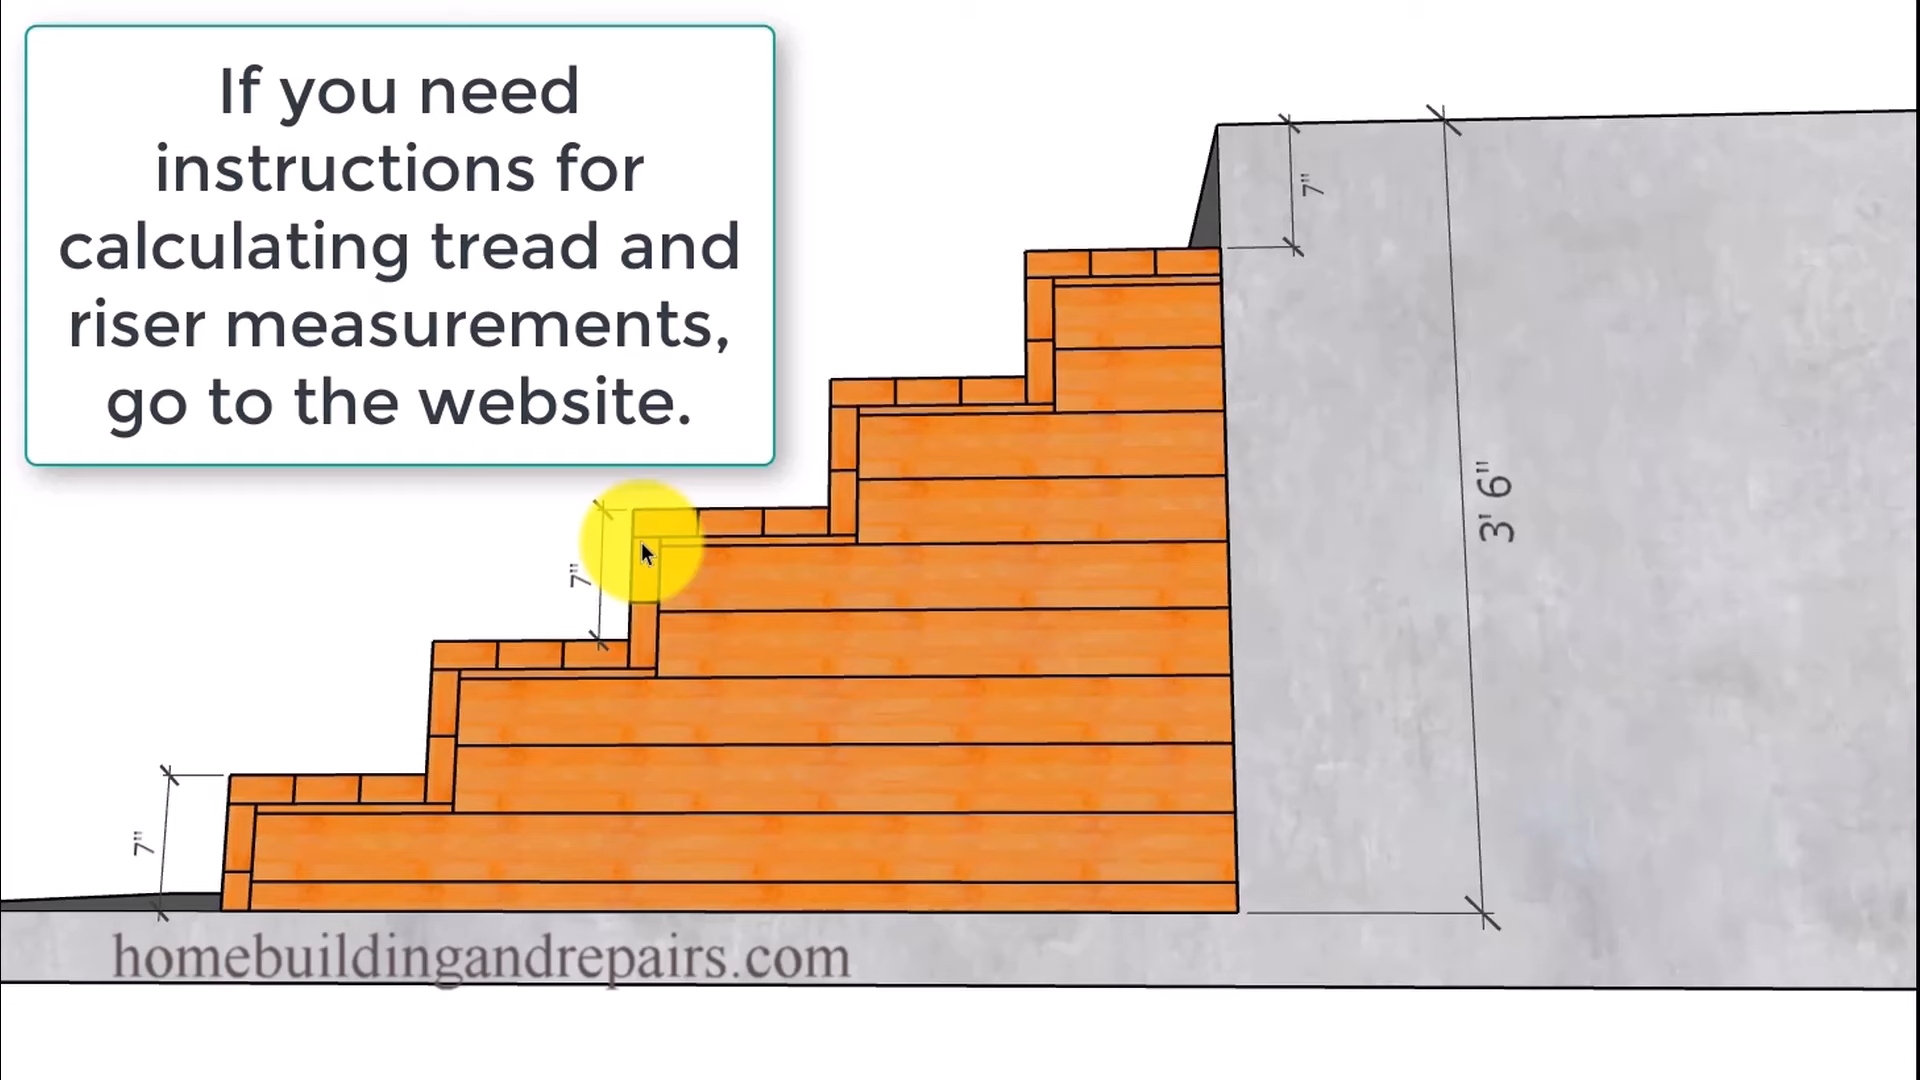 If you need
instructions for
calculating tread and
riser measurements,
go to the website.
7"
3' 6"
7"
7"
homebuildingandrepairs.com